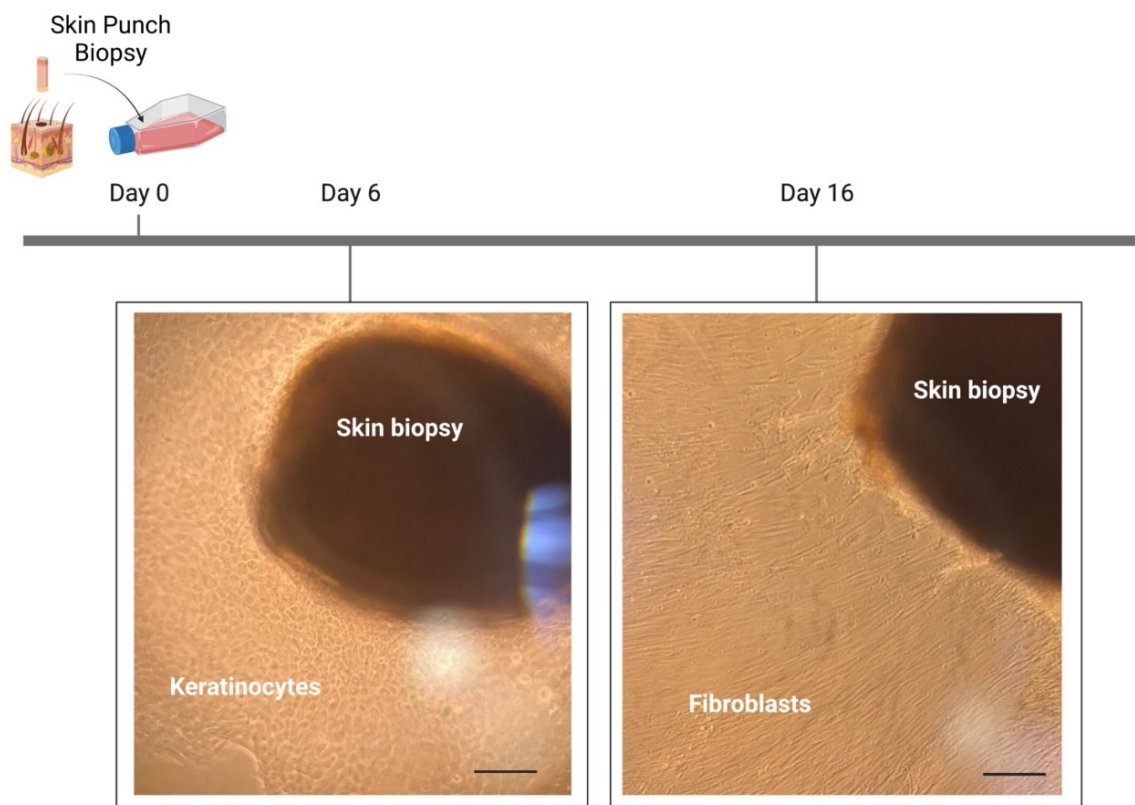 Skin Punch
Biopsy
Day 0
Day 6
Day 16
Skin biopsy
Skin biopsy
Keratinocytes
Fibroblasts